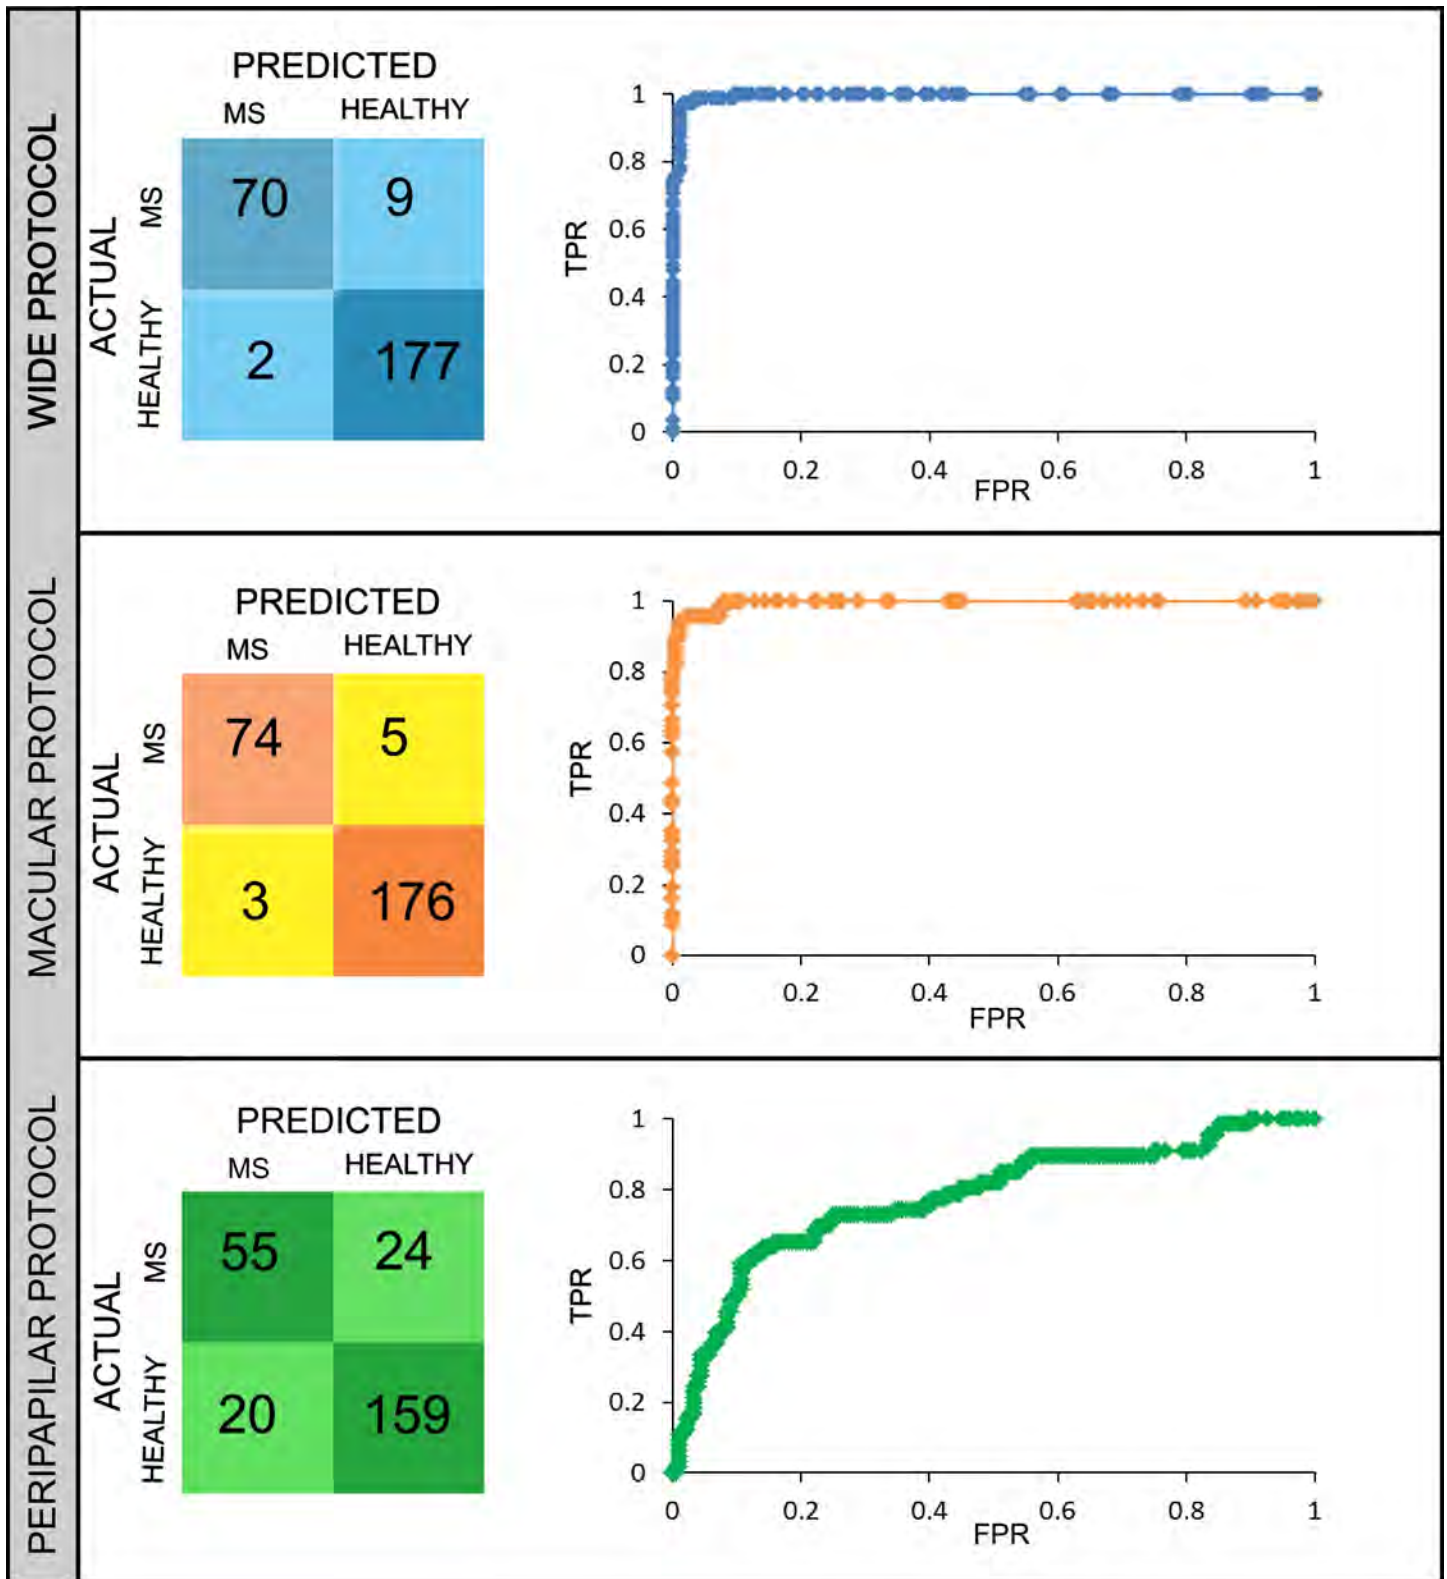 WIDE PROTOCOL
PREDICTED
MS HEALTHY
ACTUAL
MS
70 9
HEALTHY
2 177
TPR
1
0.8
0.6
0.4
0.2
0
0 0.2 0.4 0.6 0.8 1
FPR
MACULAR PROTOCOL
PREDICTED
MS HEALTHY
ACTUAL
MS
74 5
HEALTHY
3 176
TPR
1
0.8
0.6
0.4
0.2
0
0 0.2 0.4 0.6 0.8 1
FPR
PERIPAPILAR PROTOCOL
PREDICTED
MS HEALTHY
ACTUAL
MS
55 24
HEALTHY
20 159
TPR
1
0.8
0.6
0.4
0.2
0
0 0.2 0.4 0.6 0.8 1
FPR